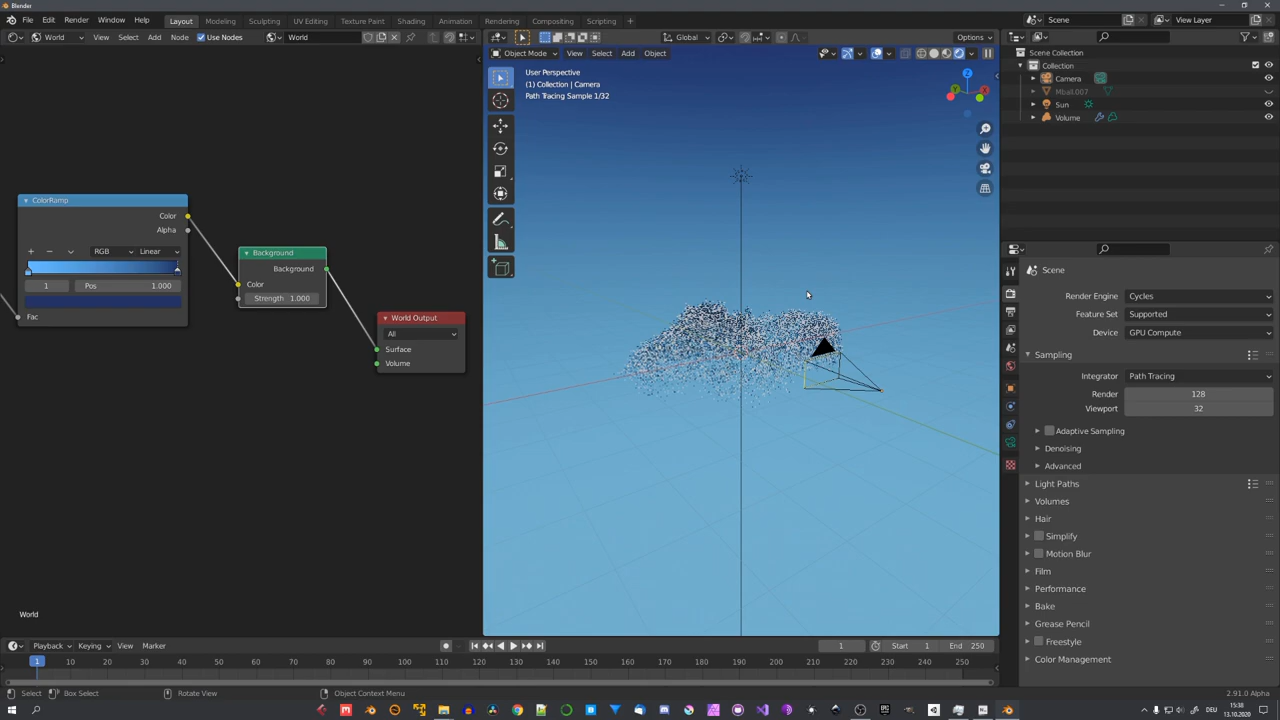 Blender
File Edit Render Window Help
Layout Modeling Sculpting UV Editing Texture Paint Shading Animation Rendering Compositing Scripting
Scene
View Layer
World View Select Add Node Use Nodes World
Global
Options
Object Mode View Select Add Object
User Perspective
(1) Collection | Camera
Path Tracing Sample 1/32
Z
Y
X
Scene Collection
Collection
Camera
Mball.007
Sun
Volume
ColorRamp
Color
Alpha
RGB Linear
1 Pos 1.000
Fac
Background
Background
Color
Strength 1.000
World Output
All
Surface
Volume
World
Scene
Render Engine Cycles
Feature Set Supported
Device GPU Compute
Sampling
Integrator Path Tracing
Render 128
Viewport 32
Adaptive Sampling
Denoising
Advanced
Light Paths
Volumes
Hair
Simplify
Motion Blur
Film
Performance
Bake
Grease Pencil
Freestyle
Color Management
Playback Keying View Marker
1 Start 1 End 250
1 10 20 30 40 50 60 70 80 90 100 110 120 130 140 150 160 170 180 190 200 210 220 230 240 250
Select Box Select Rotate View Object Context Menu
2.91.0 Alpha
DEU
15:38
13.10.2020